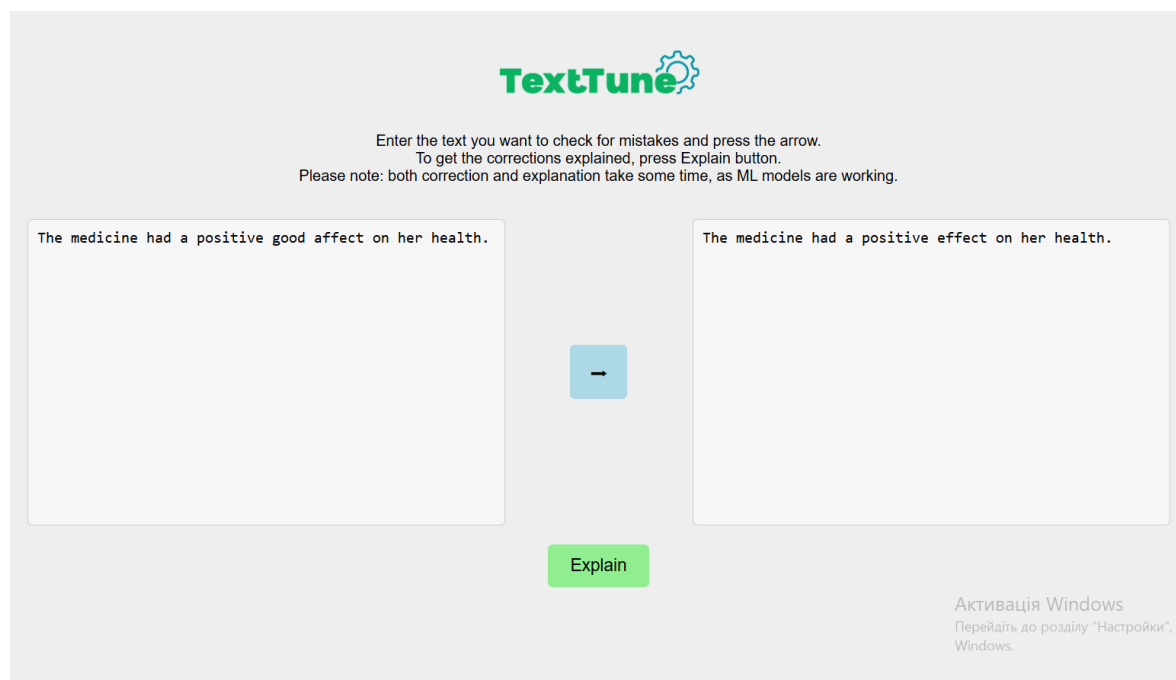 TextTune
Enter the text you want to check for mistakes and press the arrow.
To get the corrections explained, press Explain button.
Please note: both correction and explanation take some time, as ML models are working.
The medicine had a positive good affect on her health.
The medicine had a positive effect on her health.
→
Explain
Активація Windows
Перейдіть до розділу "Настройки",
Windows.